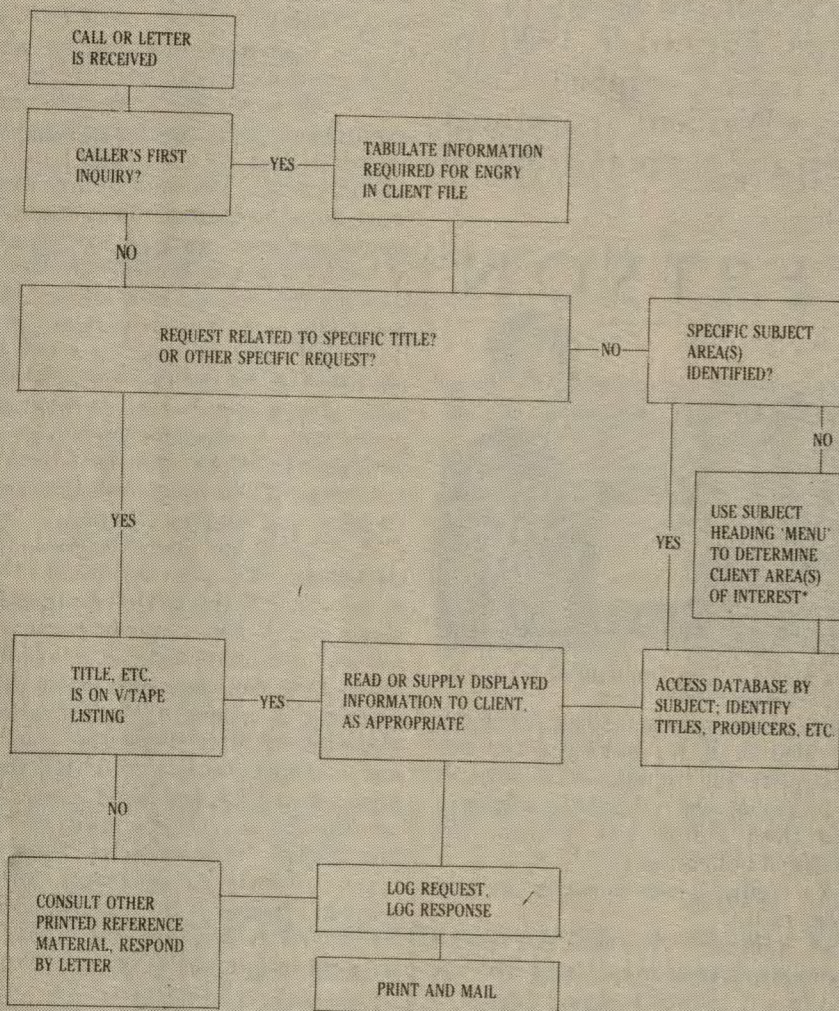 CALL OR LETTER
IS RECEIVED
CALLER'S FIRST
INQUIRY?
YES
TABULATE INFORMATION
REQUIRED FOR ENGRY
IN CLIENT FILE
NO
REQUEST RELATED TO SPECIFIC TITLE?
OR OTHER SPECIFIC REQUEST?
NO
SPECIFIC SUBJECT
AREA(S)
IDENTIFIED?
NO
YES
YES
USE SUBJECT
HEADING 'MENU'
TO DETERMINE
CLIENT AREA(S)
OF INTEREST*
TITLE, ETC.
IS ON V/TAPE
LISTING
YES
READ OR SUPPLY DISPLAYED
INFORMATION TO CLIENT,
AS APPROPRIATE
ACCESS DATABASE BY
SUBJECT; IDENTIFY
TITLES, PRODUCERS, ETC.
NO
CONSULT OTHER
PRINTED REFERENCE
MATERIAL, RESPOND
BY LETTER
LOG REQUEST,
LOG RESPONSE
PRINT AND MAIL